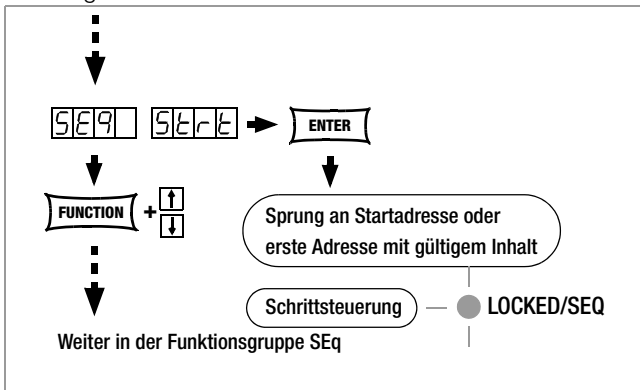 SEq Strt ENTER
FUNCTION + ↑
↓
Sprung an Startadresse oder
erste Adresse mit gültigem Inhalt
Schrittsteuerung LOCKED/SEQ
Weiter in der Funktionsgruppe SEq